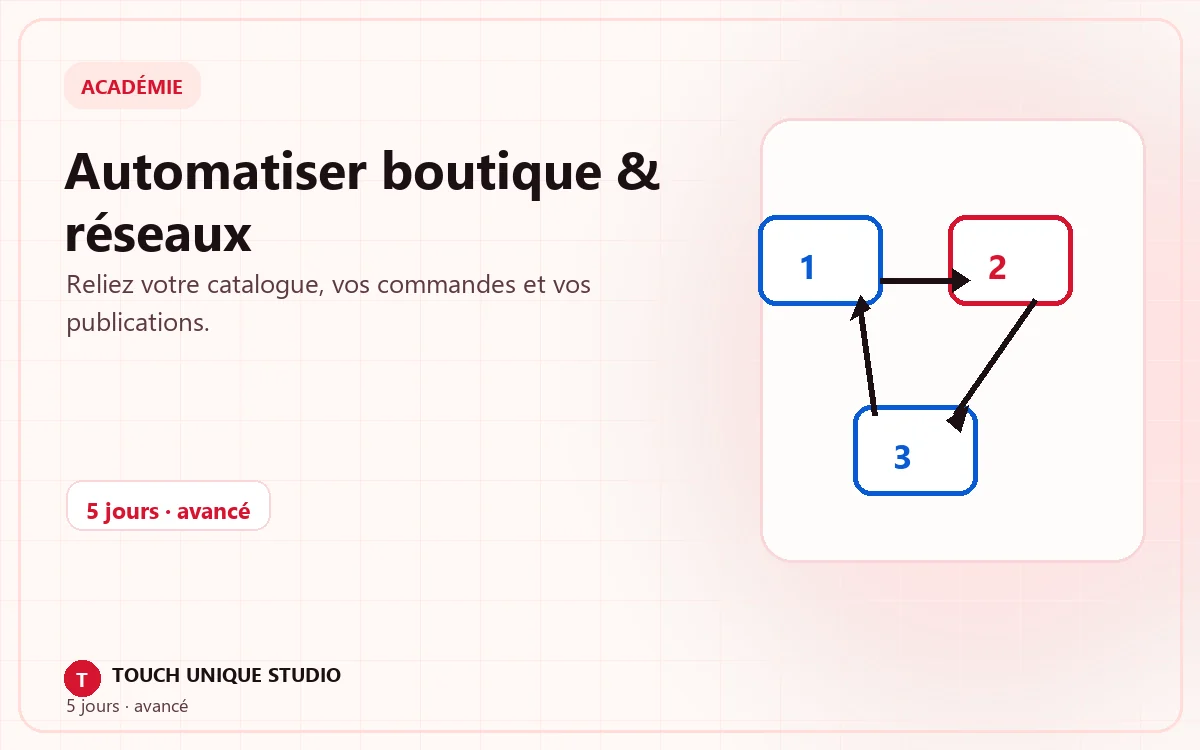 ACADÉMIE
Automatiser boutique &
réseaux
Reliez votre catalogue, vos commandes et vos
publications.
1
2
3
5 jours · avancé
T
TOUCH UNIQUE STUDIO
5 jours · avancé